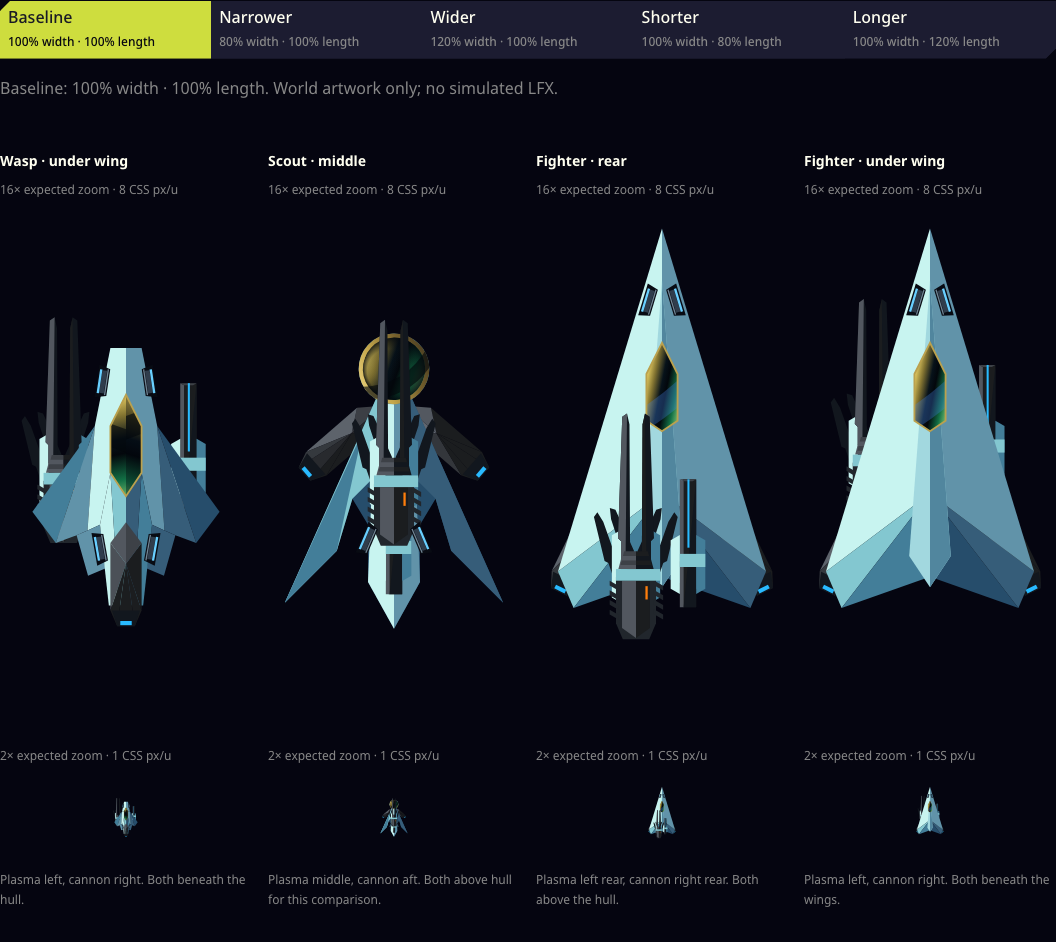 Baseline
100% width · 100% length
Narrower
80% width · 100% length
Wider
120% width · 100% length
Shorter
100% width · 80% length
Longer
100% width · 120% length
Baseline: 100% width · 100% length. World artwork only; no simulated LFX.
Wasp · under wing
16× expected zoom · 8 CSS px/u
Scout · middle
16× expected zoom · 8 CSS px/u
Fighter · rear
16× expected zoom · 8 CSS px/u
Fighter · under wing
16× expected zoom · 8 CSS px/u
2× expected zoom · 1 CSS px/u
2× expected zoom · 1 CSS px/u
2× expected zoom · 1 CSS px/u
2× expected zoom · 1 CSS px/u
Plasma left, cannon right. Both beneath the
hull.
Plasma middle, cannon aft. Both above hull
for this comparison.
Plasma left rear, cannon right rear. Both
above the hull.
Plasma left, cannon right. Both beneath the
wings.